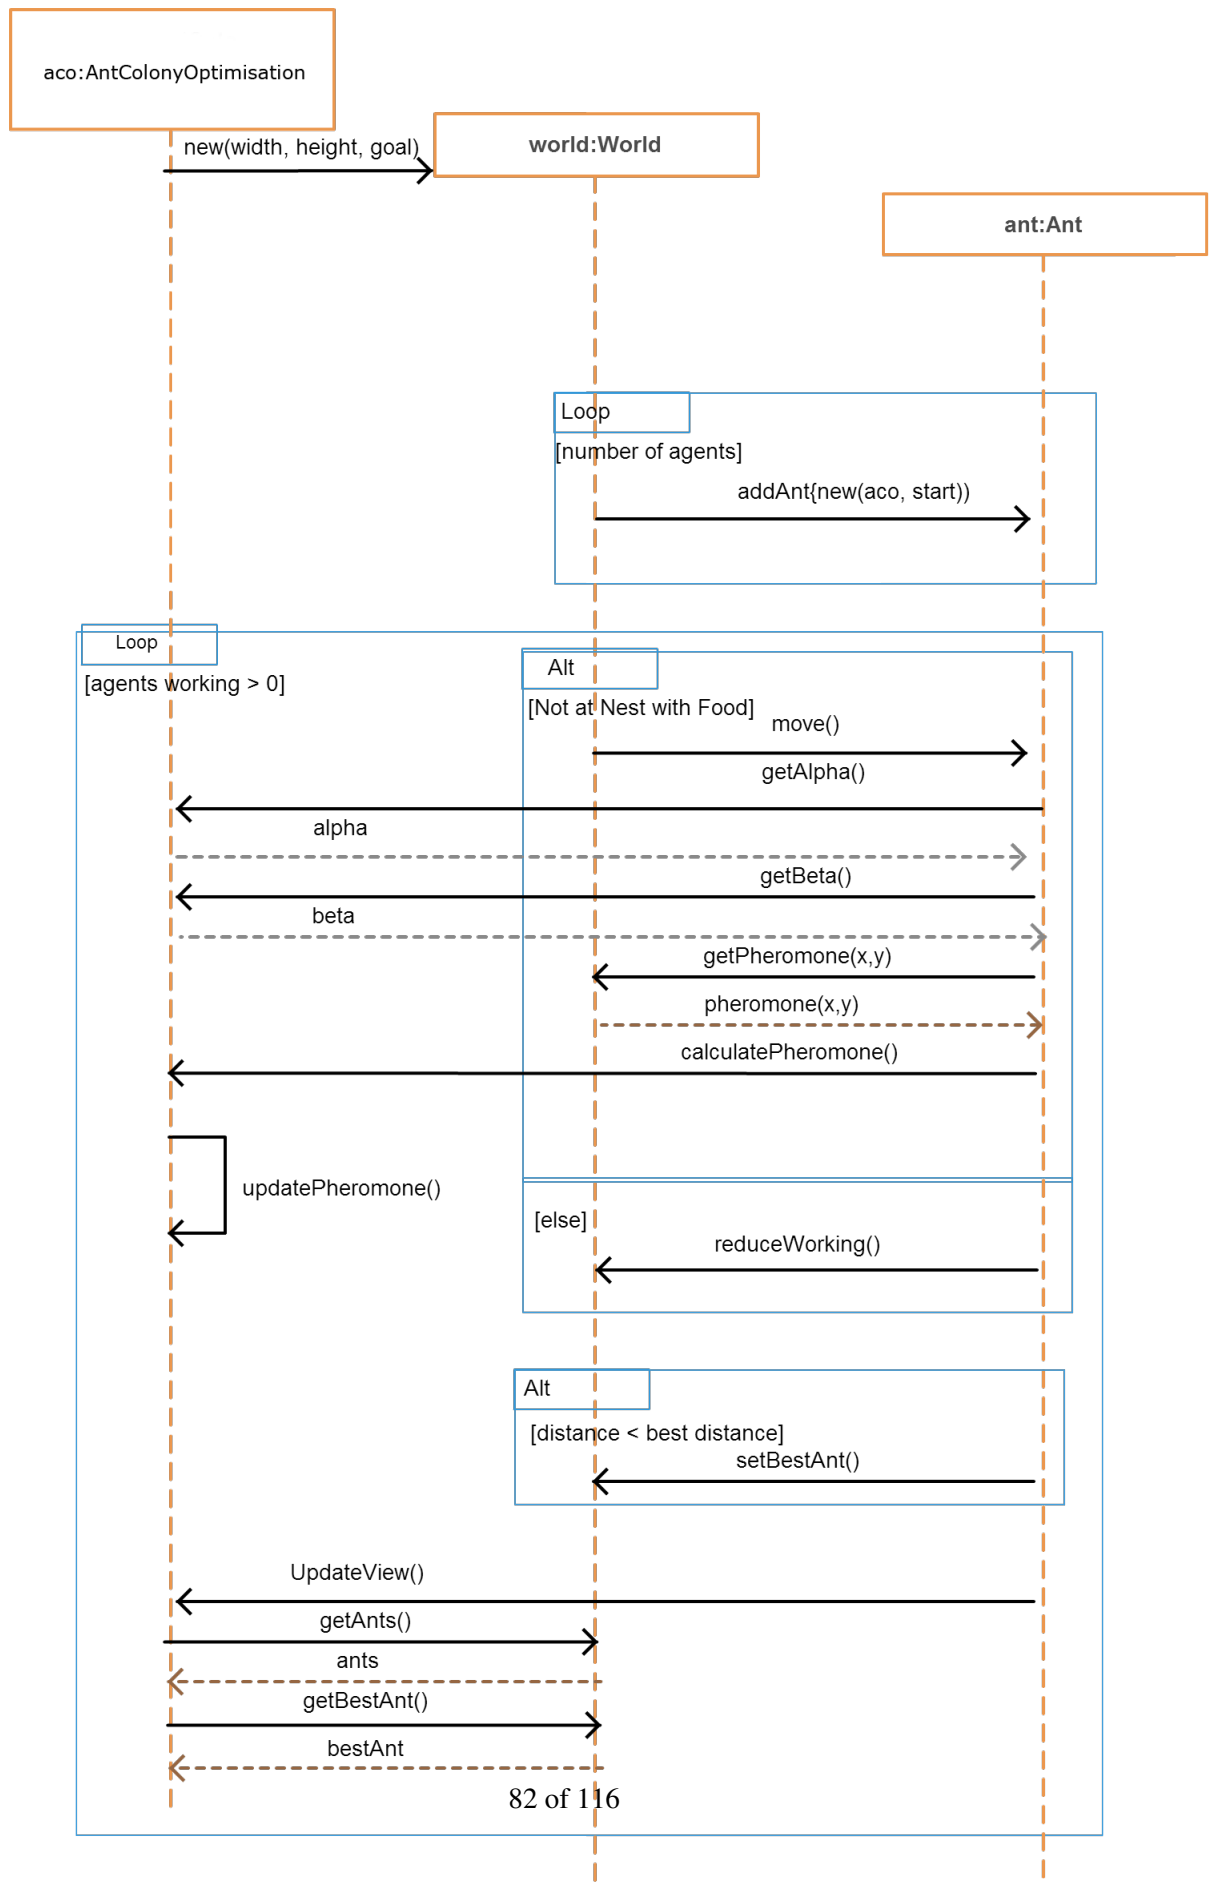 aco:AntColonyOptimisation
new(width, height, goal)
world:World
ant:Ant
Loop
[number of agents]
addAnt{new(aco, start))
Loop
[agents working > 0]
Alt
[Not at Nest with Food]
move()
getAlpha()
alpha
getBeta()
beta
getPheromone(x,y)
pheromone(x,y)
calculatePheromone()
updatePheromone()
[else]
reduceWorking()
Alt
[distance < best distance]
setBestAnt()
UpdateView()
getAnts()
ants
getBestAnt()
bestAnt
82 of 116